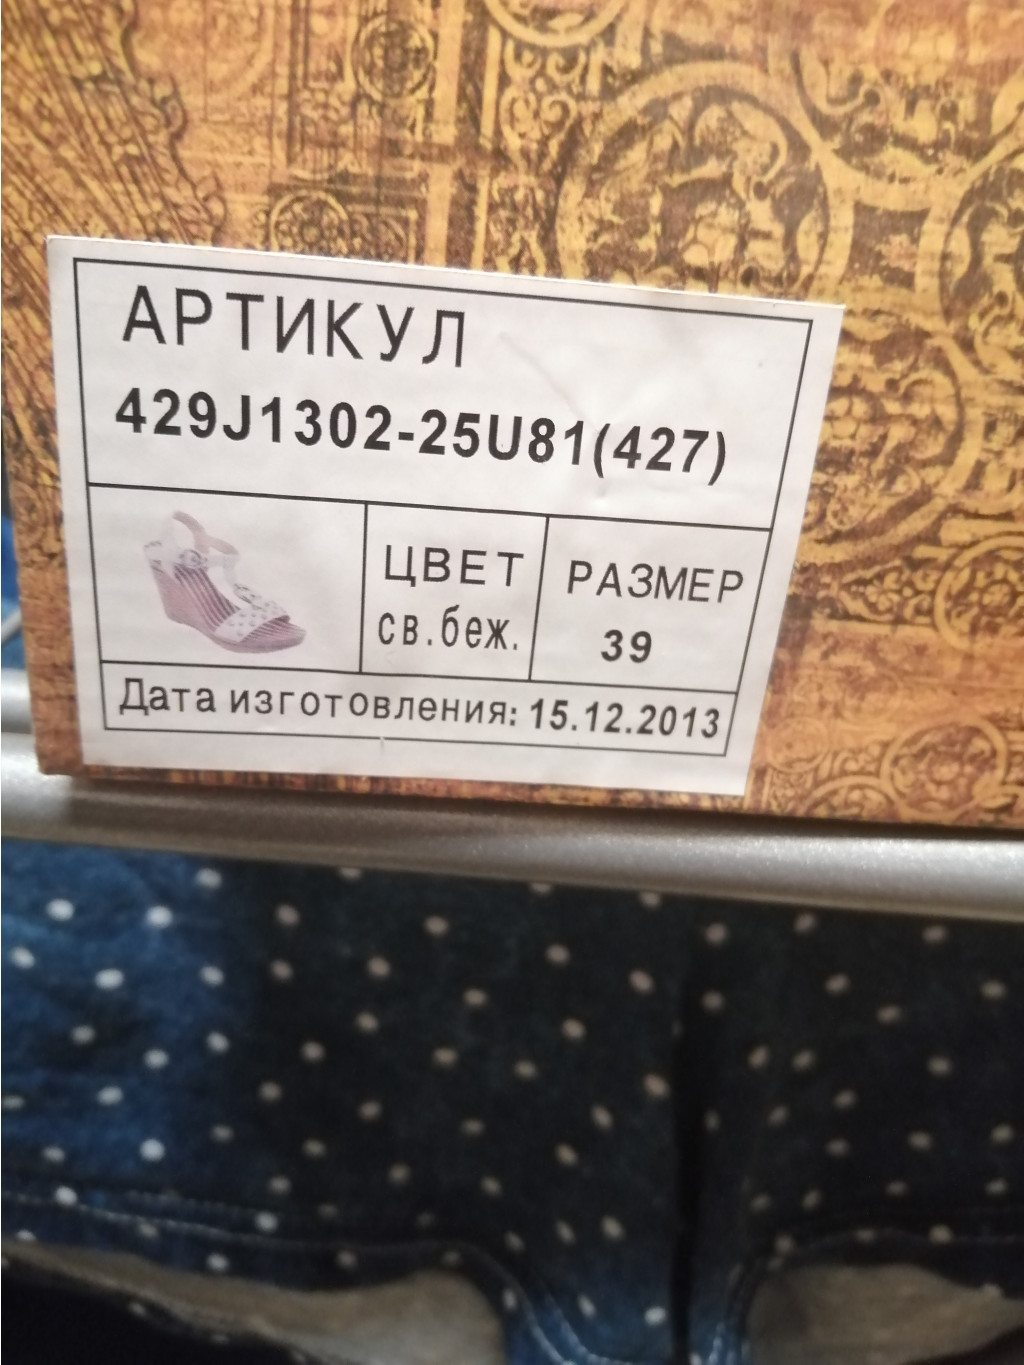 АРТИКУЛ
429J1302-25U81(427)
ЦВЕТ
св.беж.
РАЗМЕР
39
Дата изготовления: 15.12.2013